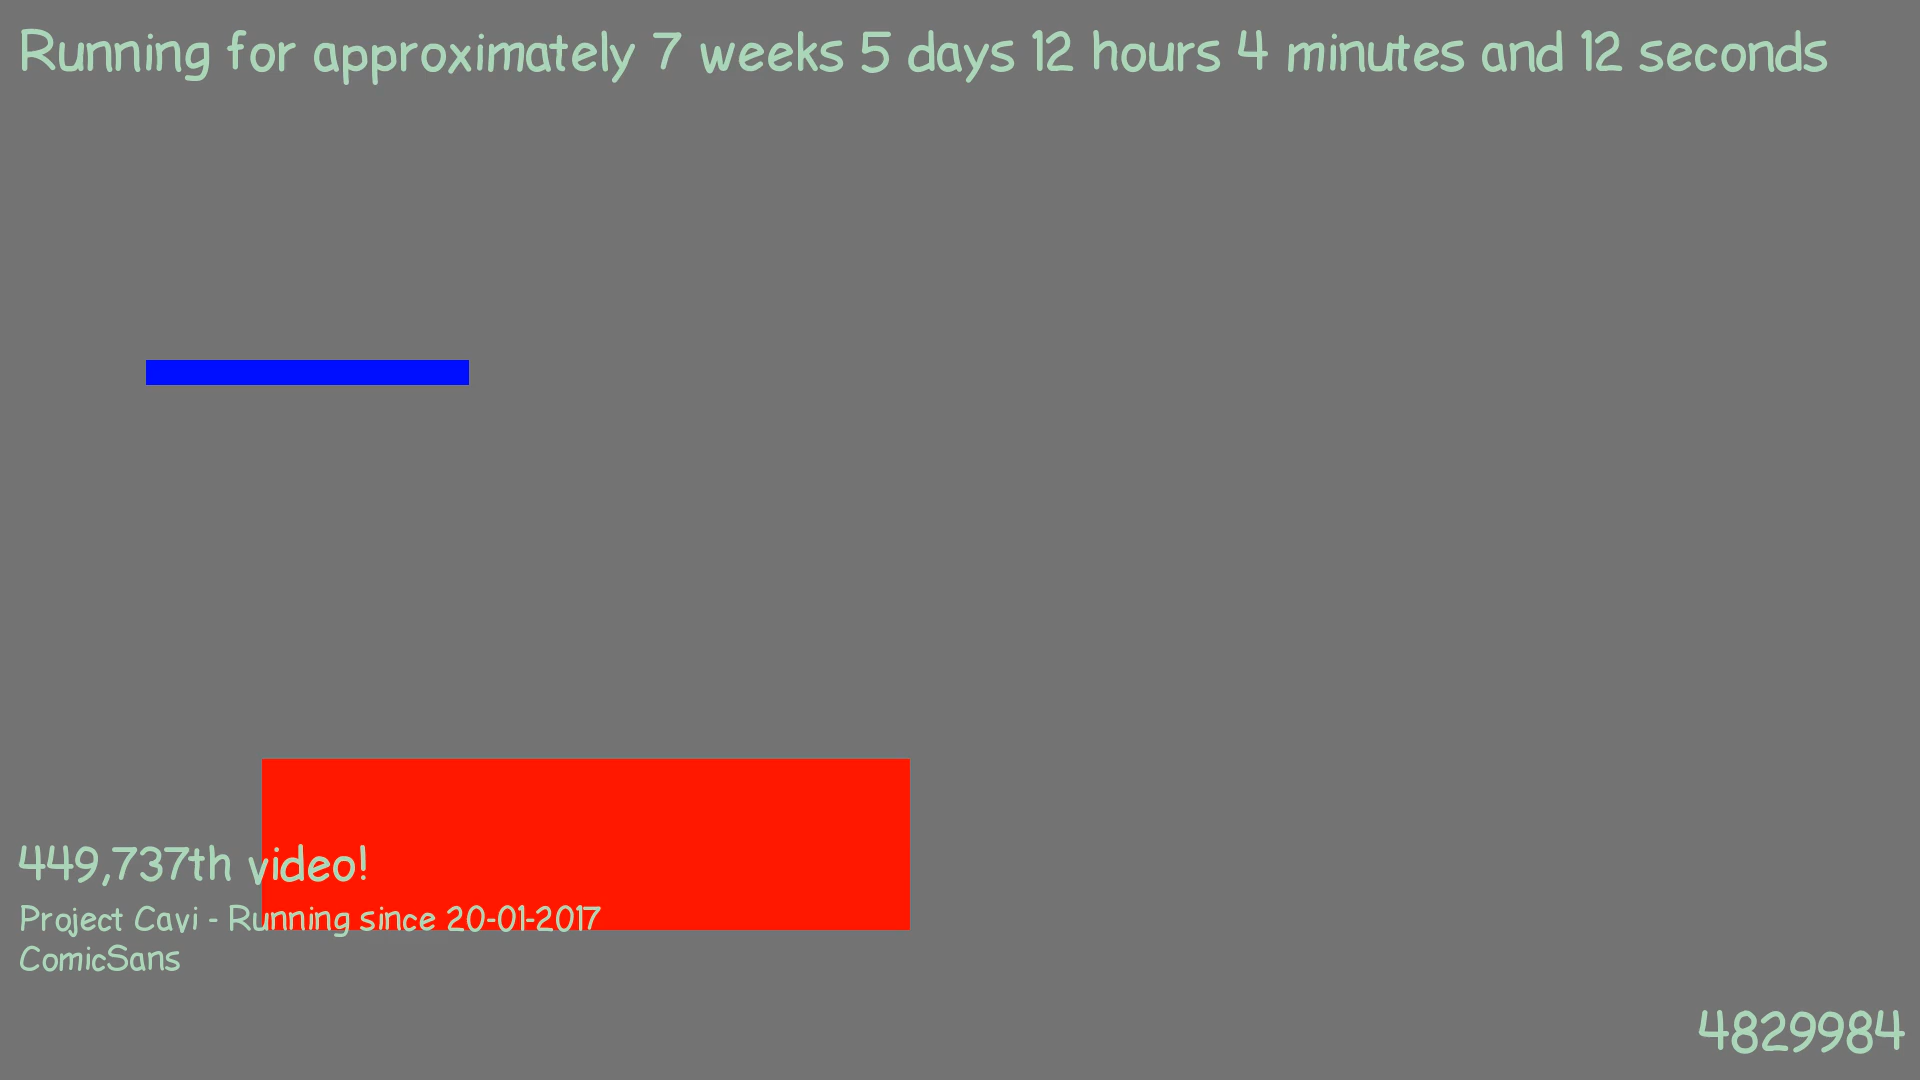 Running for approximately 7 weeks 5 days 12 hours 4 minutes and 12 seconds
449,737th video!
Project Cavi - Running since 20-01-2017
ComicSans
4829984